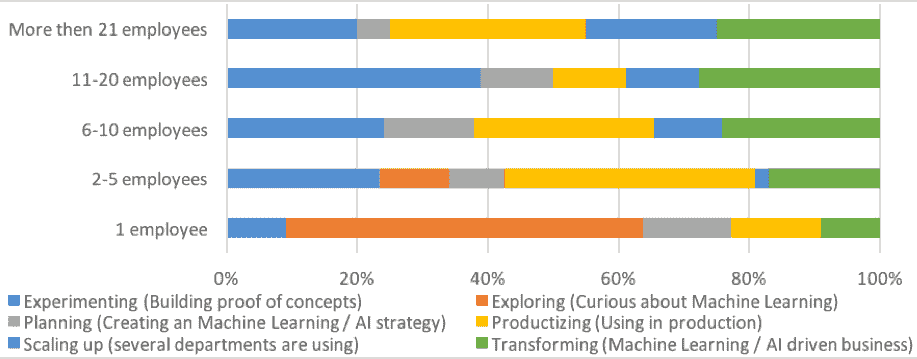 More then 21 employees
11-20 employees
6-10 employees
2-5 employees
1 employee
0% 20% 40% 60% 80% 100%
Experimenting (Building proof of concepts) Exploring (Curious about Machine Learning)
Planning (Creating an Machine Learning / AI strategy) Productizing (Using in production)
Scaling up (several departments are using) Transforming (Machine Learning / AI driven business)